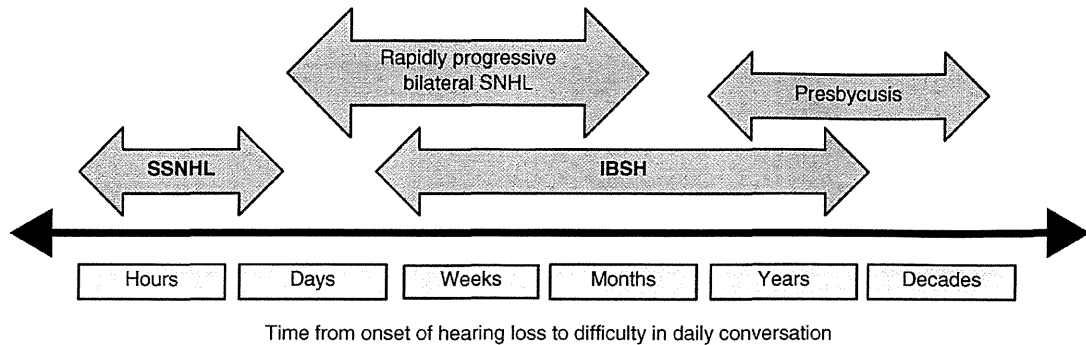 Rapidly progressive
bilateral SNHL
Presbycusis
SSNHL
IBSH
Hours
Days
Weeks
Months
Years
Decades
Time from onset of hearing loss to difficulty in daily conversation